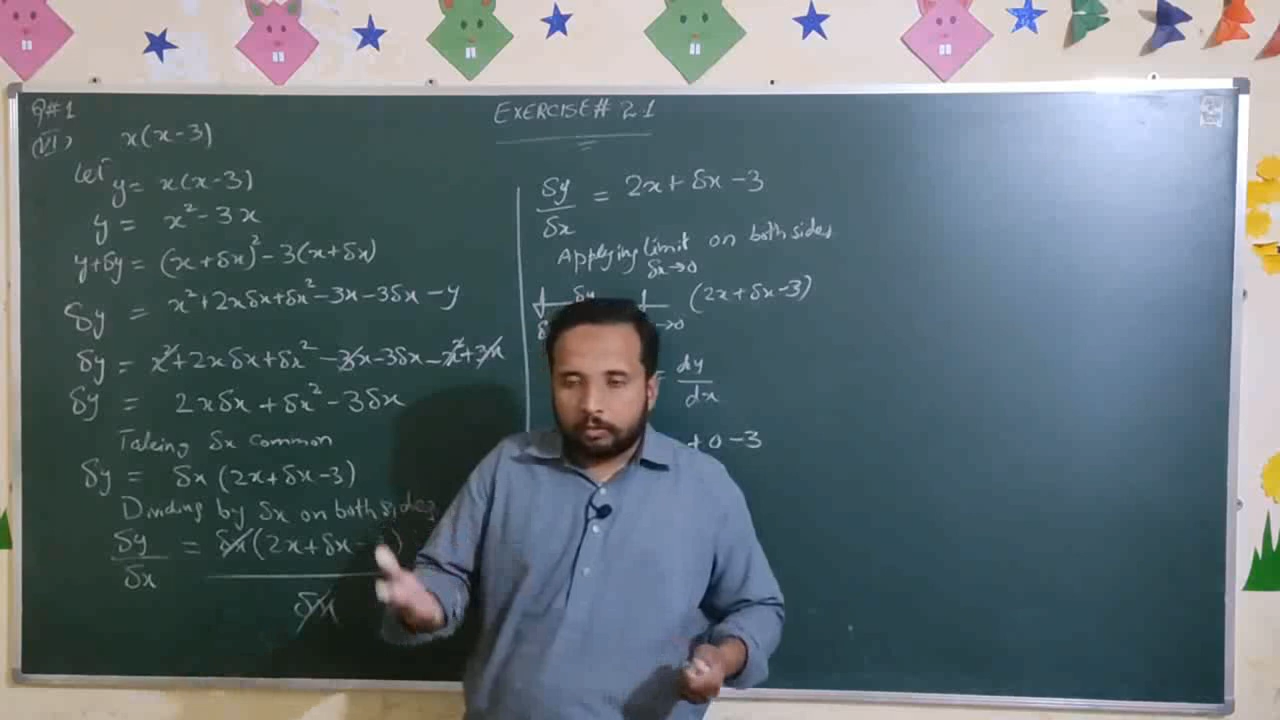 EXERCISE# 2.1
Q#1
(VI) x(x-3)
Let y= x(x-3)
y = x²-3x
y+δy= (x+δx)²-3(x+δx)
δy = x²+2xδx+δx²-3x-3δx-y
δy = x²+2xδx+δx²-3x-3δx-x²+3x
δy = 2xδx+δx²-3δx
Taking δx common
δy = δx(2x+δx-3)
Dividing by δx on both sides
δy/δx = δx(2x+δx-
δx
δy/δx = 2x+δx-3
Applying limit on both sides
δx→0
δy (2x+δx-3)
→0
dy/dx
+0-3